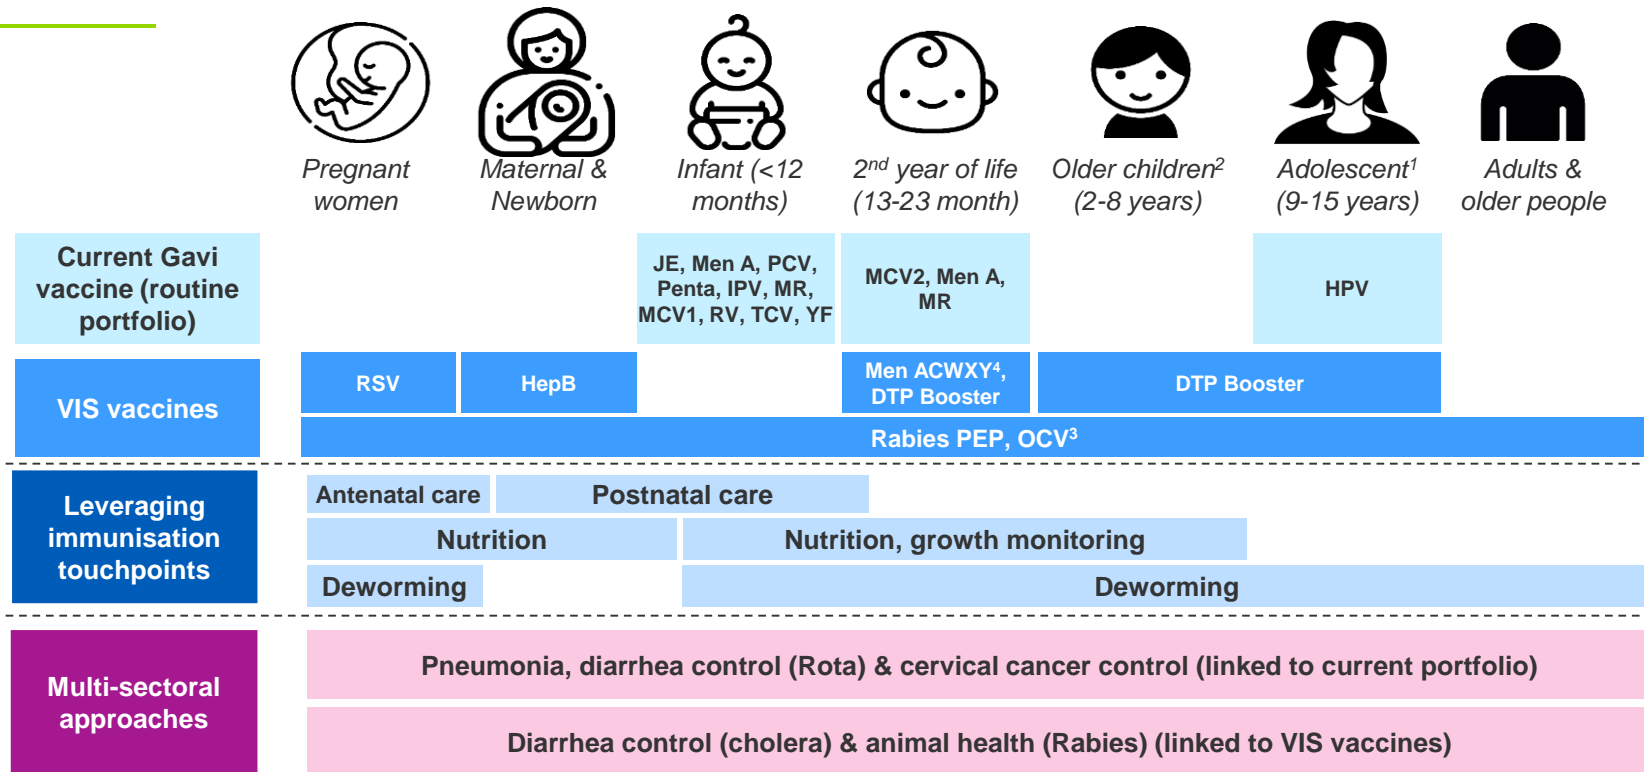 Pregnant
women
Maternal &
Newborn
Infant (<12
months)
2nd year of life
(13-23 month)
Older children2
(2-8 years)
Adolescent1
(9-15 years)
Adults &
older people
Current Gavi
vaccine (routine
portfolio)
JE, Men A, PCV,
Penta, IPV, MR,
MCV1, RV, TCV, YF
MCV2, Men A,
MR
HPV
VIS vaccines
RSV
HepB
Men ACWXY4,
DTP Booster
DTP Booster
Rabies PEP, OCV3
Leveraging
immunisation
touchpoints
Antenatal care
Postnatal care
Nutrition
Nutrition, growth monitoring
Deworming
Deworming
Multi-sectoral
approaches
Pneumonia, diarrhea control (Rota) & cervical cancer control (linked to current portfolio)
Diarrhea control (cholera) & animal health (Rabies) (linked to VIS vaccines)